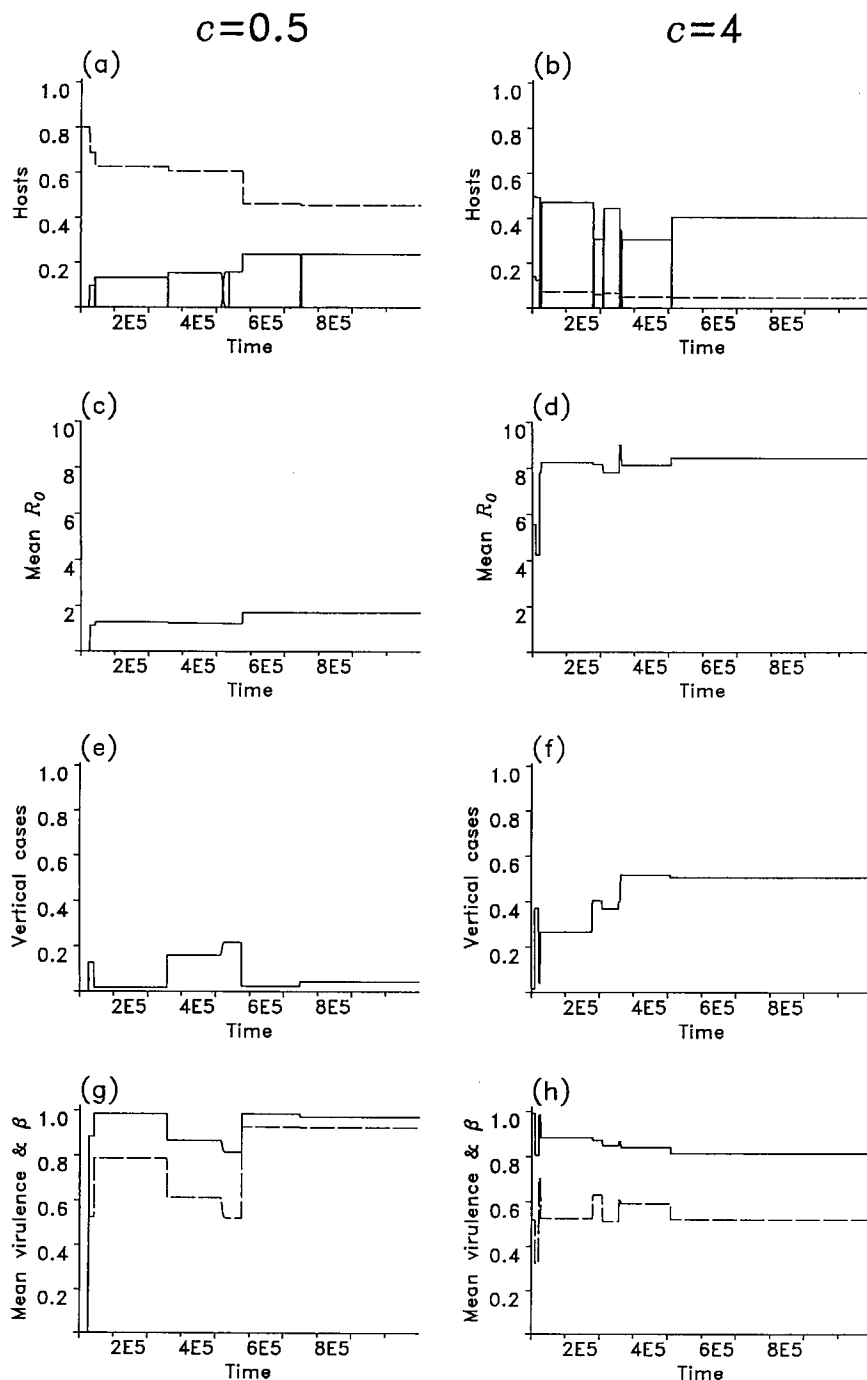 c=0.5
c=4
(a)
Hosts
1.0
0.8
0.6
0.4
0.2
2E5 4E5 6E5 8E5
Time
(b)
Hosts
1.0
0.8
0.6
0.4
0.2
2E5 4E5 6E5 8E5
Time
(c)
Mean R0
10
8
6
4
2
2E5 4E5 6E5 8E5
Time
(d)
Mean R0
10
8
6
4
2
2E5 4E5 6E5 8E5
Time
(e)
Vertical cases
1.0
0.8
0.6
0.4
0.2
2E5 4E5 6E5 8E5
Time
(f)
Vertical cases
1.0
0.8
0.6
0.4
0.2
2E5 4E5 6E5 8E5
Time
(g)
Mean virulence & β
1.0
0.8
0.6
0.4
0.2
2E5 4E5 6E5 8E5
Time
(h)
Mean virulence & β
1.0
0.8
0.6
0.4
0.2
2E5 4E5 6E5 8E5
Time